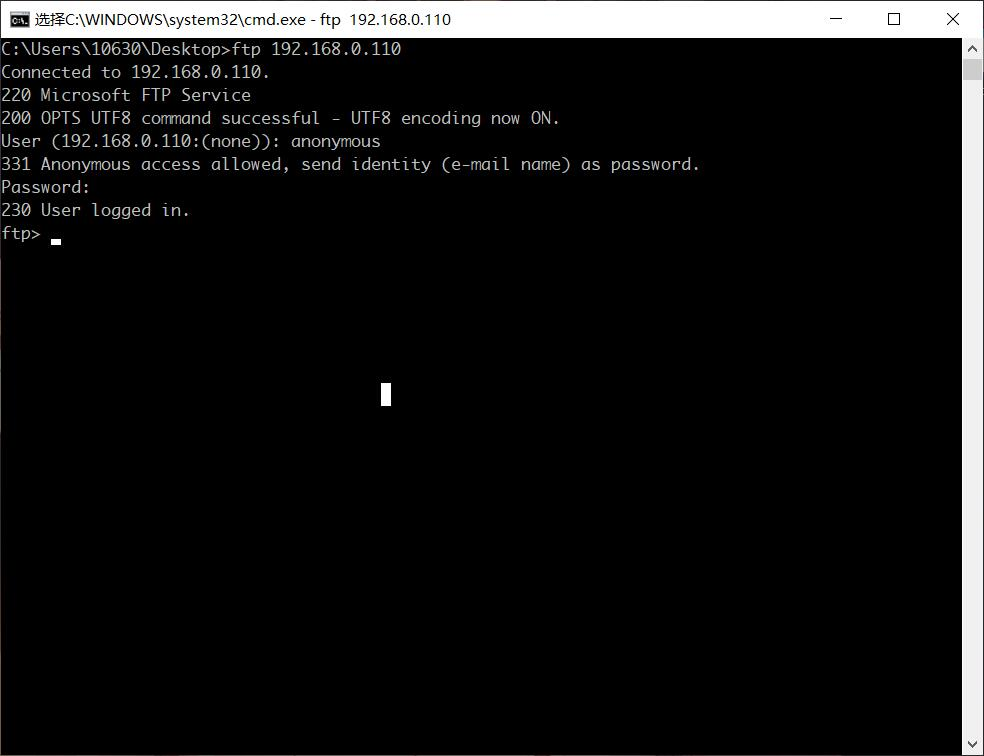 选择C:\WINDOWS\system32\cmd.exe - ftp  192.168.0.110
C:\Users\10630\Desktop>ftp 192.168.0.110
Connected to 192.168.0.110.
220 Microsoft FTP Service
200 OPTS UTF8 command successful - UTF8 encoding now ON.
User (192.168.0.110:(none)): anonymous
331 Anonymous access allowed, send identity (e-mail name) as password.
Password:
230 User logged in.
ftp>